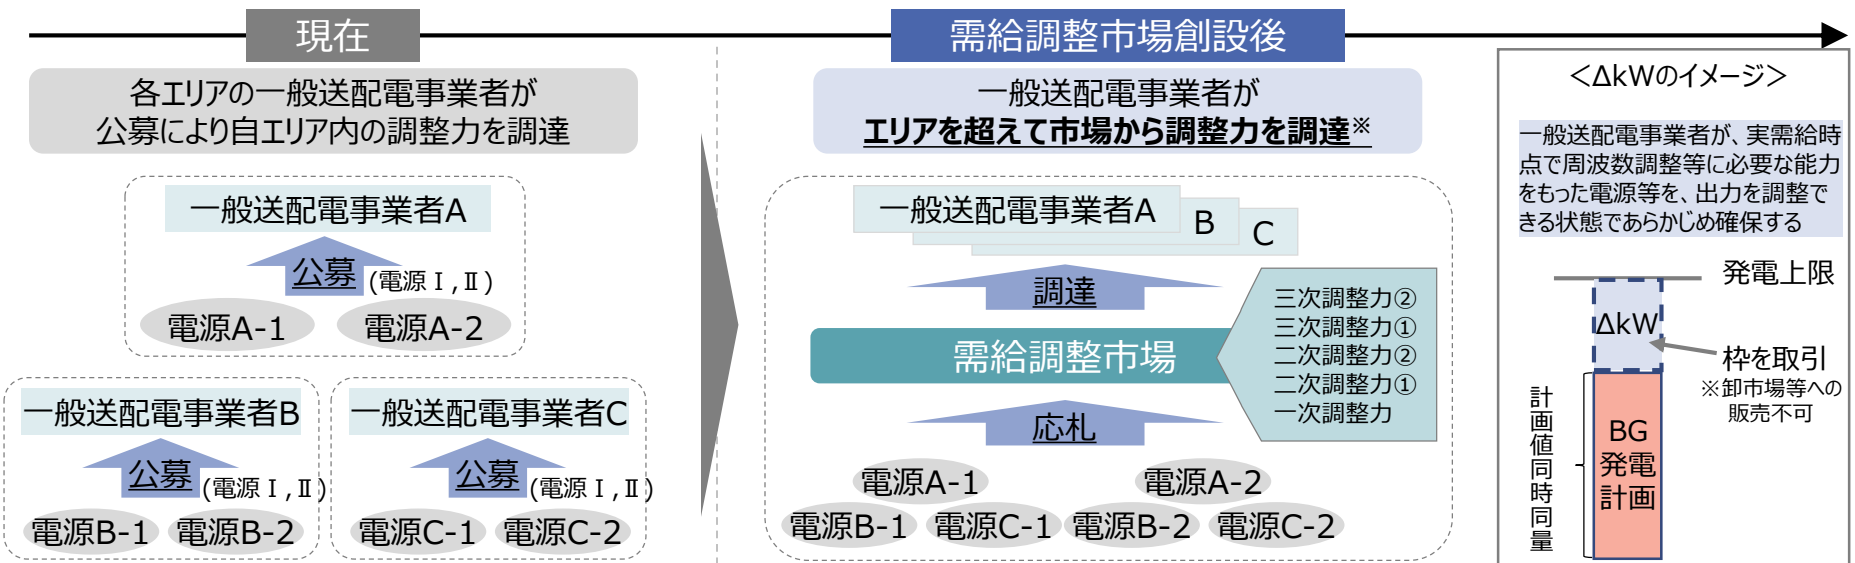 現在
各エリアの一般送配電事業者が
公募により自エリア内の調整力を調達
一般送配電事業者A
公募
(電源Ⅰ,Ⅱ)
電源A-1
電源A-2
一般送配電事業者B
公募
(電源Ⅰ,Ⅱ)
電源B-1
電源B-2
一般送配電事業者C
公募
(電源Ⅰ,Ⅱ)
電源C-1
電源C-2
需給調整市場創設後
一般送配電事業者が
エリアを超えて市場から調整力を調達※
一般送配電事業者A
B
C
調達
需給調整市場
三次調整力②
三次調整力①
二次調整力②
二次調整力①
一次調整力
応札
電源A-1
電源A-2
電源B-1
電源C-1
電源B-2
電源C-2
＜ΔkWのイメージ＞
一般送配電事業者が、実需給時
点で周波数調整等に必要な能力
をもった電源等を、出力を調整で
きる状態であらかじめ確保する
発電上限
ΔkW
枠を取引
※卸市場等への
販売不可
計画値同時同量
BG
発電
計画